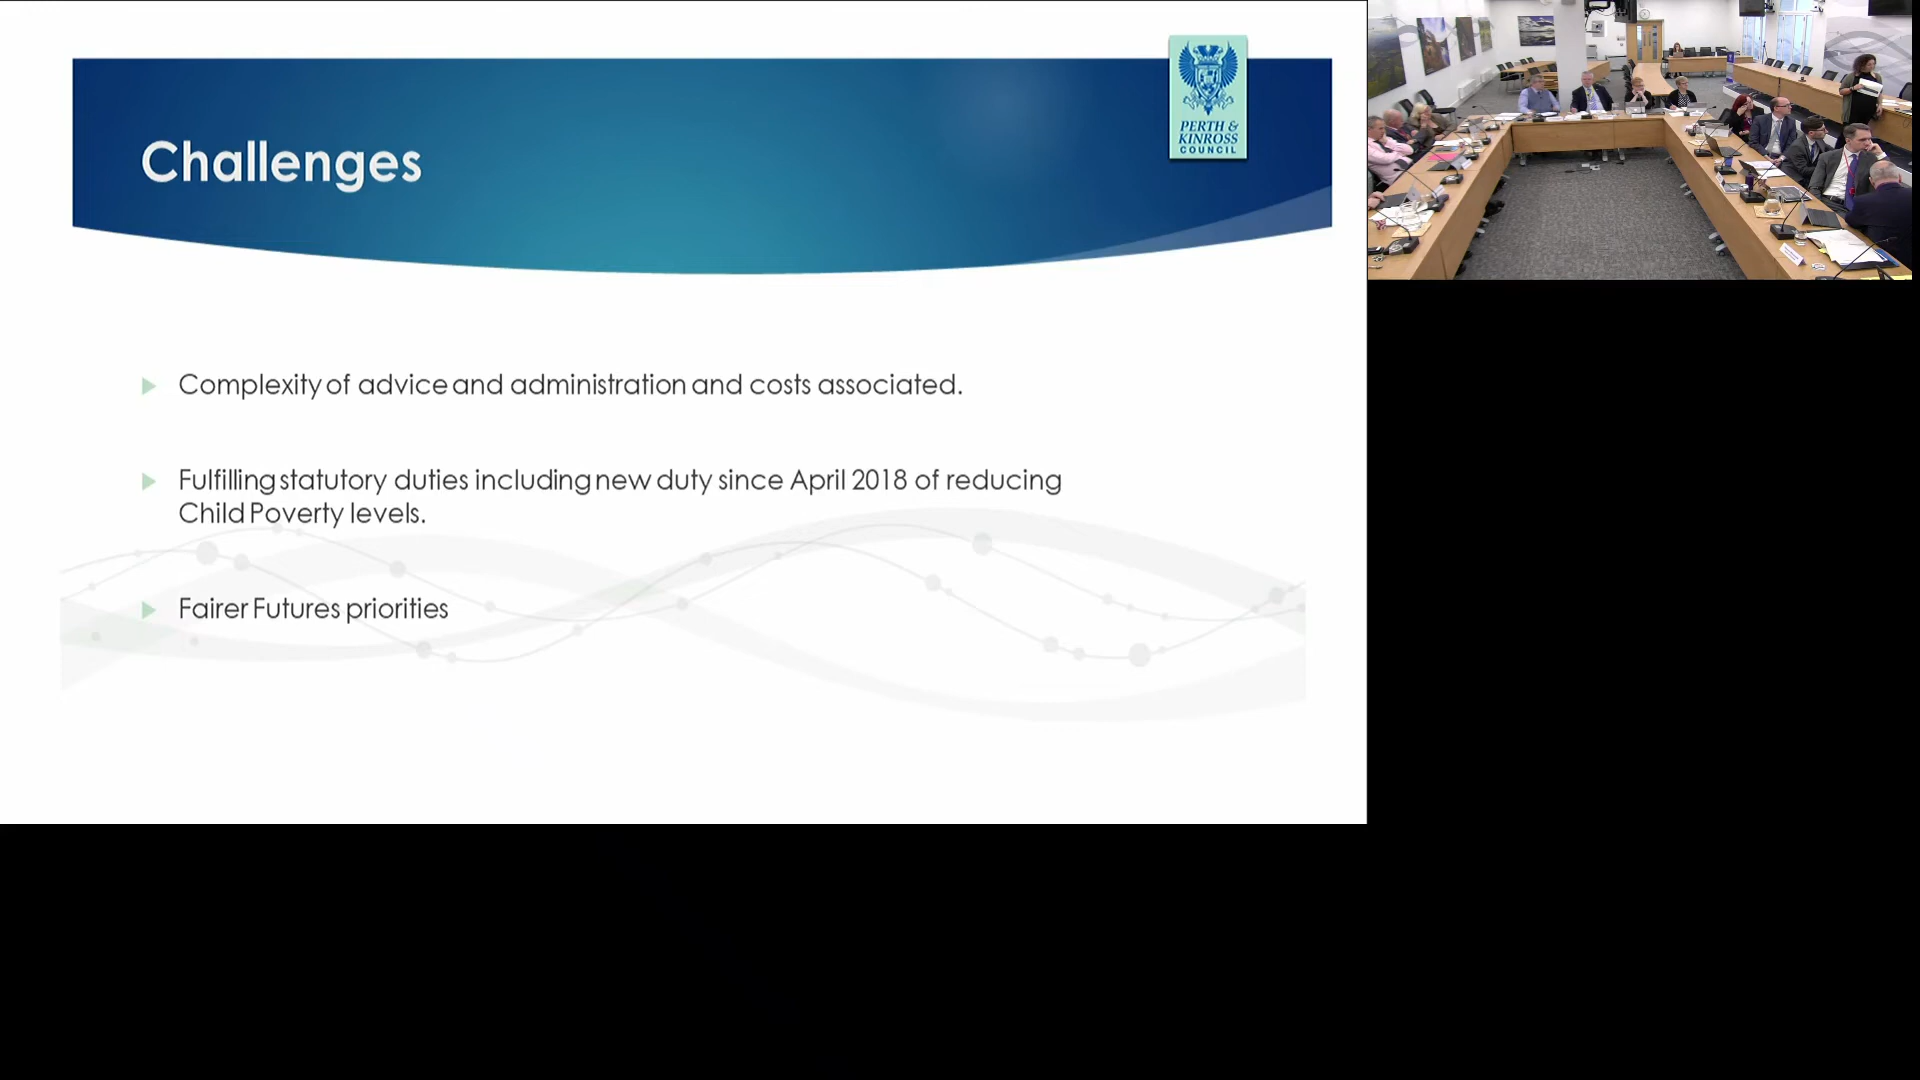 Challenges
PERTH &
KINROSS
COUNCIL
Complexity of advice and administration and costs associated.
Fulfilling statutory duties including new duty since April 2018 of reducing
Child Poverty levels.
Fairer Futures priorities